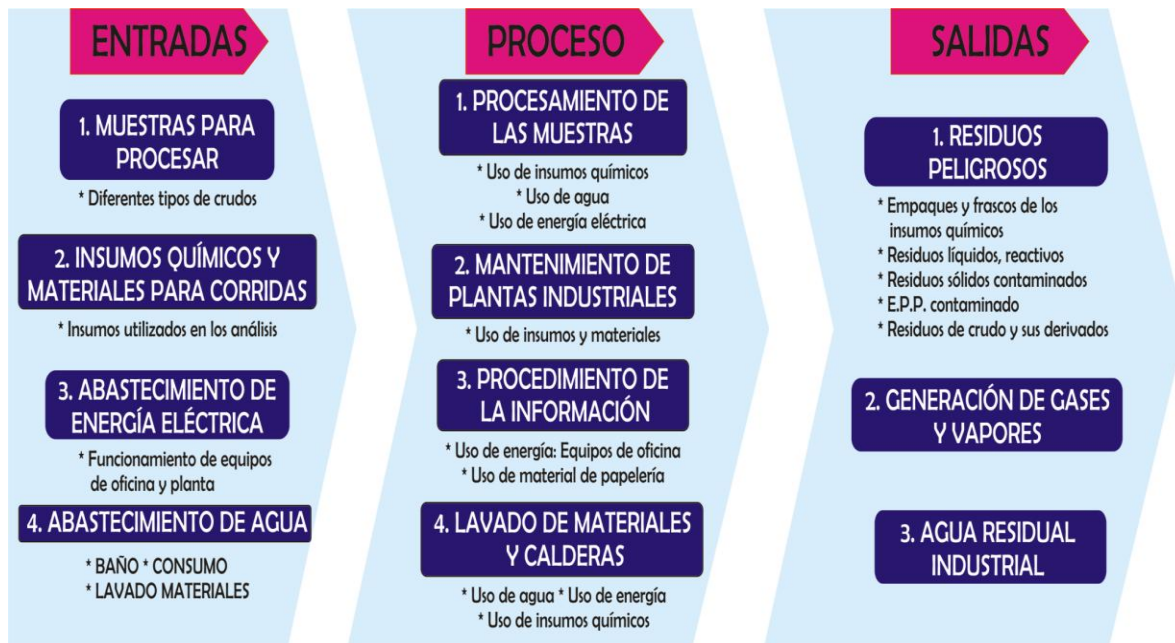 ENTRADAS
1. MUESTRAS PARA
PROCESAR
* Diferentes tipos de crudos
2. INSUMOS QUÍMICOS Y
MATERIALES PARA CORRIDAS
* Insumos utilizados en los análisis
3. ABASTECIMIENTO DE
ENERGÍA ELÉCTRICA
* Funcionamiento de equipos
de oficina y planta
4. ABASTECIMIENTO DE AGUA
* BAÑO * CONSUMO
* LAVADO MATERIALES
PROCESO
1. PROCESAMIENTO DE
LAS MUESTRAS
* Uso de insumos químicos
* Uso de agua
* Uso de energía eléctrica
2. MANTENIMIENTO DE
PLANTAS INDUSTRIALES
* Uso de insumos y materiales
3. PROCEDIMIENTO DE
LA INFORMACIÓN
* Uso de energía: Equipos de oficina
* Uso de material de papelería
4. LAVADO DE MATERIALES
Y CALDERAS
* Uso de agua * Uso de energía
* Uso de insumos químicos
SALIDAS
1. RESIDUOS
PELIGROSOS
* Empaques y frascos de los
insumos químicos
* Residuos líquidos, reactivos
* Residuos sólidos contaminados
* E.P.P. contaminado
* Residuos de crudo y sus derivados
2. GENERACIÓN DE GASES
Y VAPORES
3. AGUA RESIDUAL
INDUSTRIAL